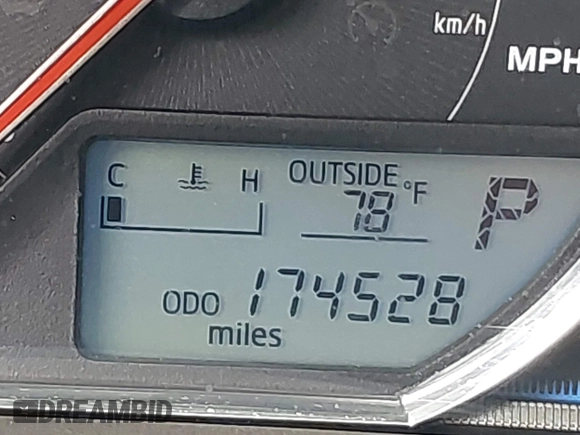 km/h
MPH
C H OUTSIDE °F
78 P
ODO 174528
miles
DREAMBID